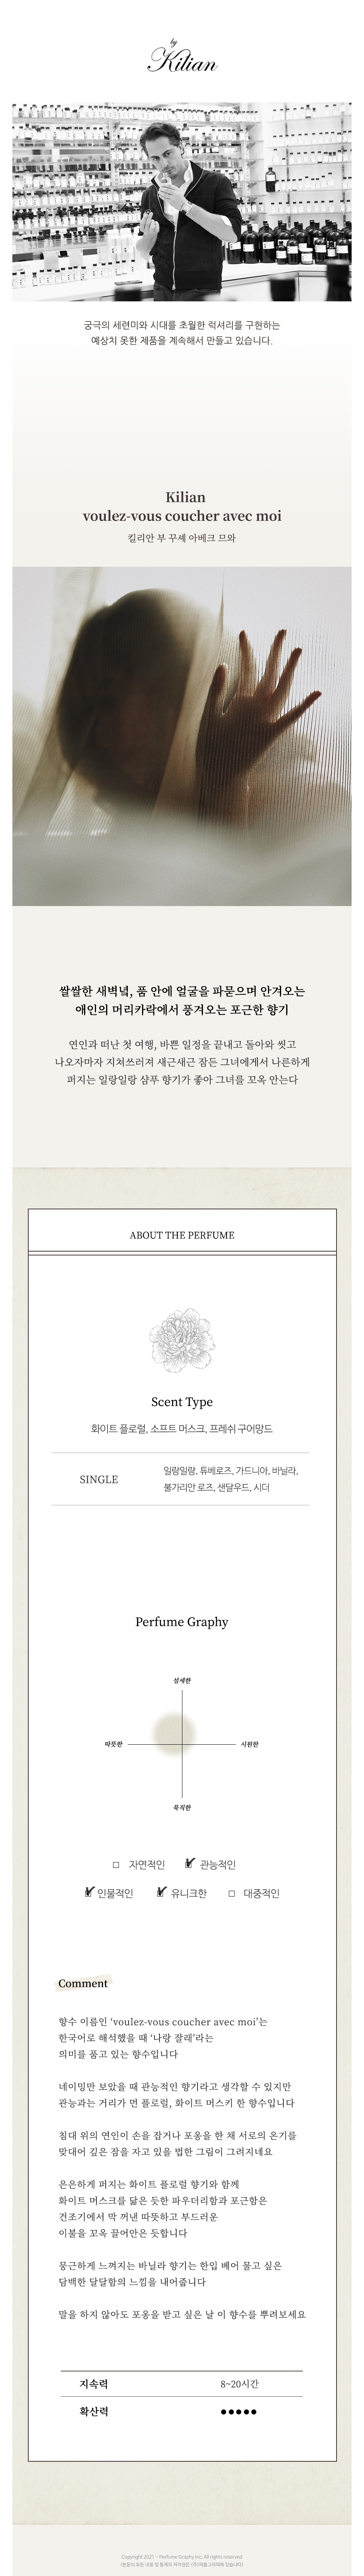 by
Kilian
궁극의 세련미와 시대를 초월한 럭셔리를 구현하는
예상치 못한 제품을 계속해서 만들고 있습니다.
Kilian
voulez-vous coucher avec moi
킬리안 부 꾸셰 아베크 므와
쌀쌀한 새벽녘, 품 안에 얼굴을 파묻으며 안겨오는
애인의 머리카락에서 풍겨오는 포근한 향기
연인과 떠난 첫 여행, 바쁜 일정을 끝내고 돌아와 씻고
나오자마자 지쳐쓰러져 새근새근 잠든 그녀에게서 나른하게
퍼지는 일랑일랑 샴푸 향기가 좋아 그녀를 꼬옥 안는다
ABOUT THE PERFUME
Scent Type
화이트 플로럴, 소프트 머스크, 프레쉬 구어망드
SINGLE
일랑일랑, 튜베로즈, 가드니아, 바닐라,
불가리안 로즈, 샌달우드, 시더
Perfume Graphy
섬세한
따뜻한
시원한
묵직한
자연적인
관능적인
인물적인
유니크한
대중적인
Comment
향수 이름인 ‘voulez-vous coucher avec moi’는
한국어로 해석했을 때 ‘나랑 잘래’라는
의미를 품고 있는 향수입니다
네이밍만 보았을 때 관능적인 향기라고 생각할 수 있지만
관능과는 거리가 먼 플로럴, 화이트 머스키 한 향수입니다
침대 위의 연인이 손을 잡거나 포옹을 한 채 서로의 온기를
맞대어 깊은 잠을 자고 있을 법한 그림이 그려지네요
은은하게 퍼지는 화이트 플로럴 향기와 함께
화이트 머스크를 닮은 듯한 파우더리함과 포근함은
건조기에서 막 꺼낸 따뜻하고 부드러운
이불을 꼬옥 끌어안은 듯합니다
뭉근하게 느껴지는 바닐라 향기는 한입 베어 물고 싶은
담백한 달달함의 느낌을 내어줍니다
말을 하지 않아도 포옹을 받고 싶은 날 이 향수를 뿌려보세요
지속력
8~20시간
확산력
Copyright 2021 - Perfume Graphy Inc. All rights reserved
(본문의 모든 내용 및 통계의 저작권은 (주)퍼퓸그라피에 있습니다)